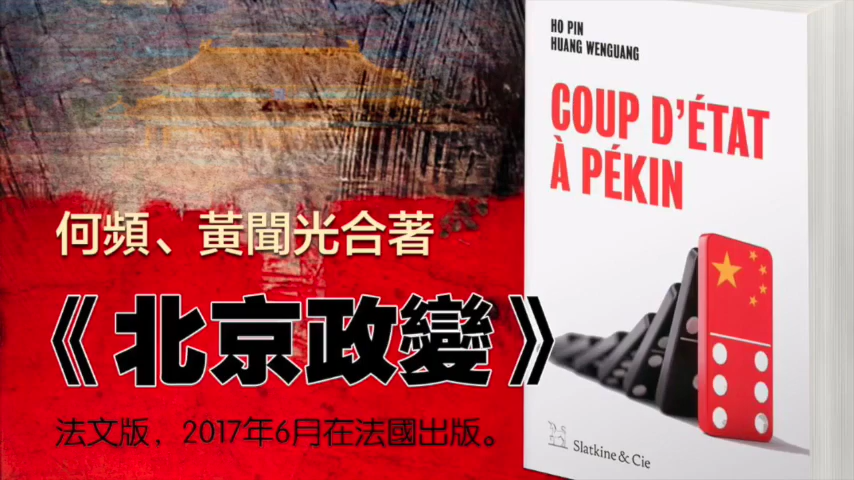 何頻、黃聞光合著
《北京政變》
法文版，2017年6月在法國出版。
HO PIN
HUANG WENGUANG
COUP D'ÉTAT
À PÉKIN
Slatkine & Cie